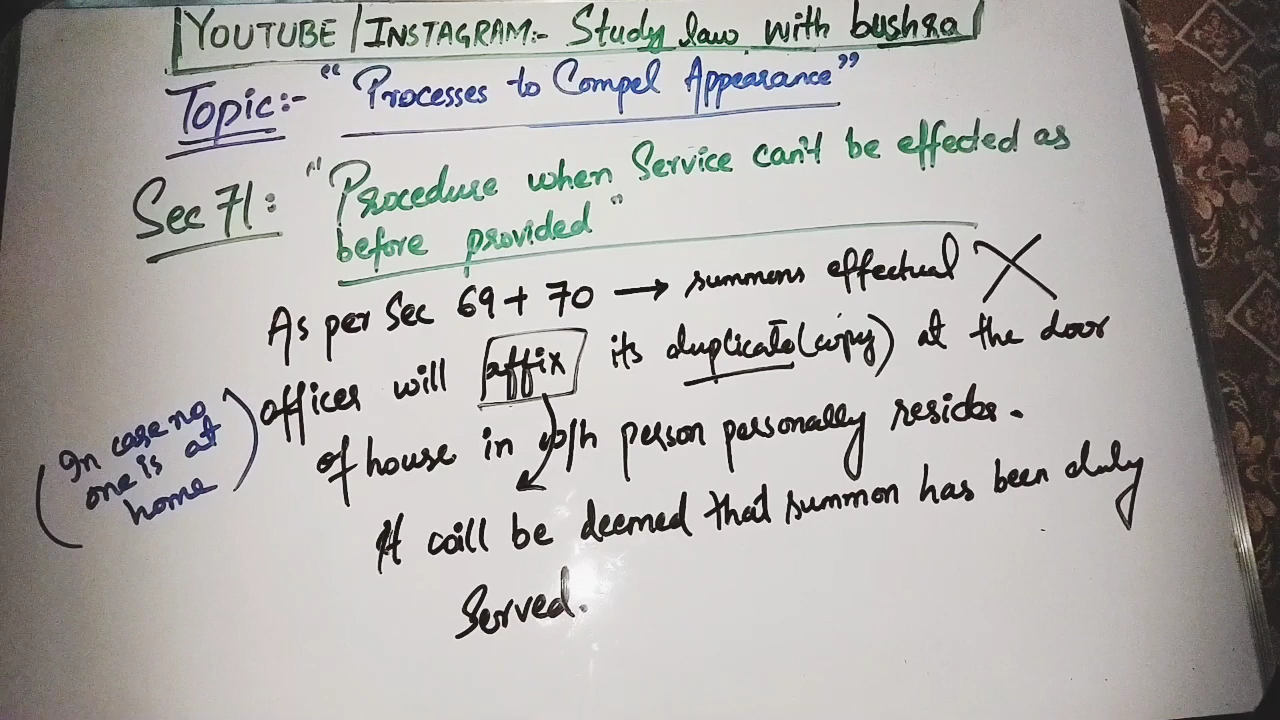 YOUTUBE/INSTAGRAM:- Study law with bushra
Topic:- "Processes to Compel Appearance"
Sec 71: "Procedure when Service can't be effected as
before provided"
As per Sec 69+70 → summons effectual X
officer will affix its duplicate (copy) at the door
(In case no
one is at
home)
of house in w/h person personally resides.
It will be deemed that summon has been duly
Served.